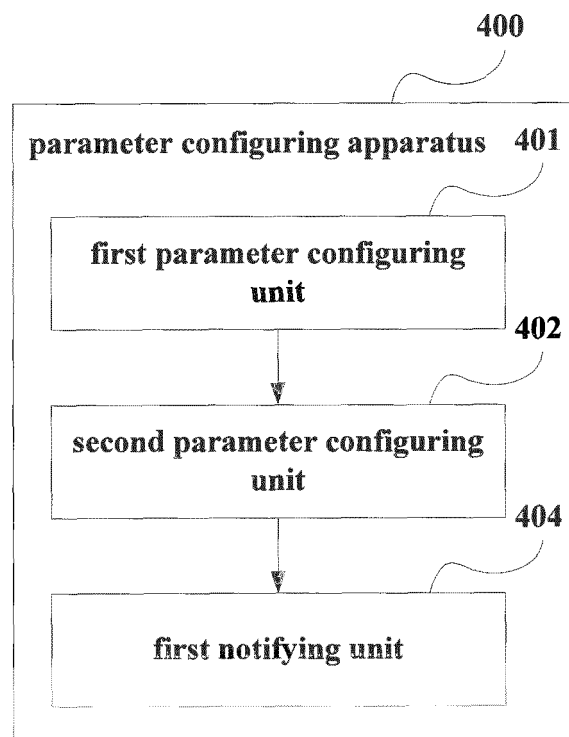 400
parameter configuring apparatus
401
first parameter configuring
unit
402
second parameter configuring
unit
404
first notifying unit